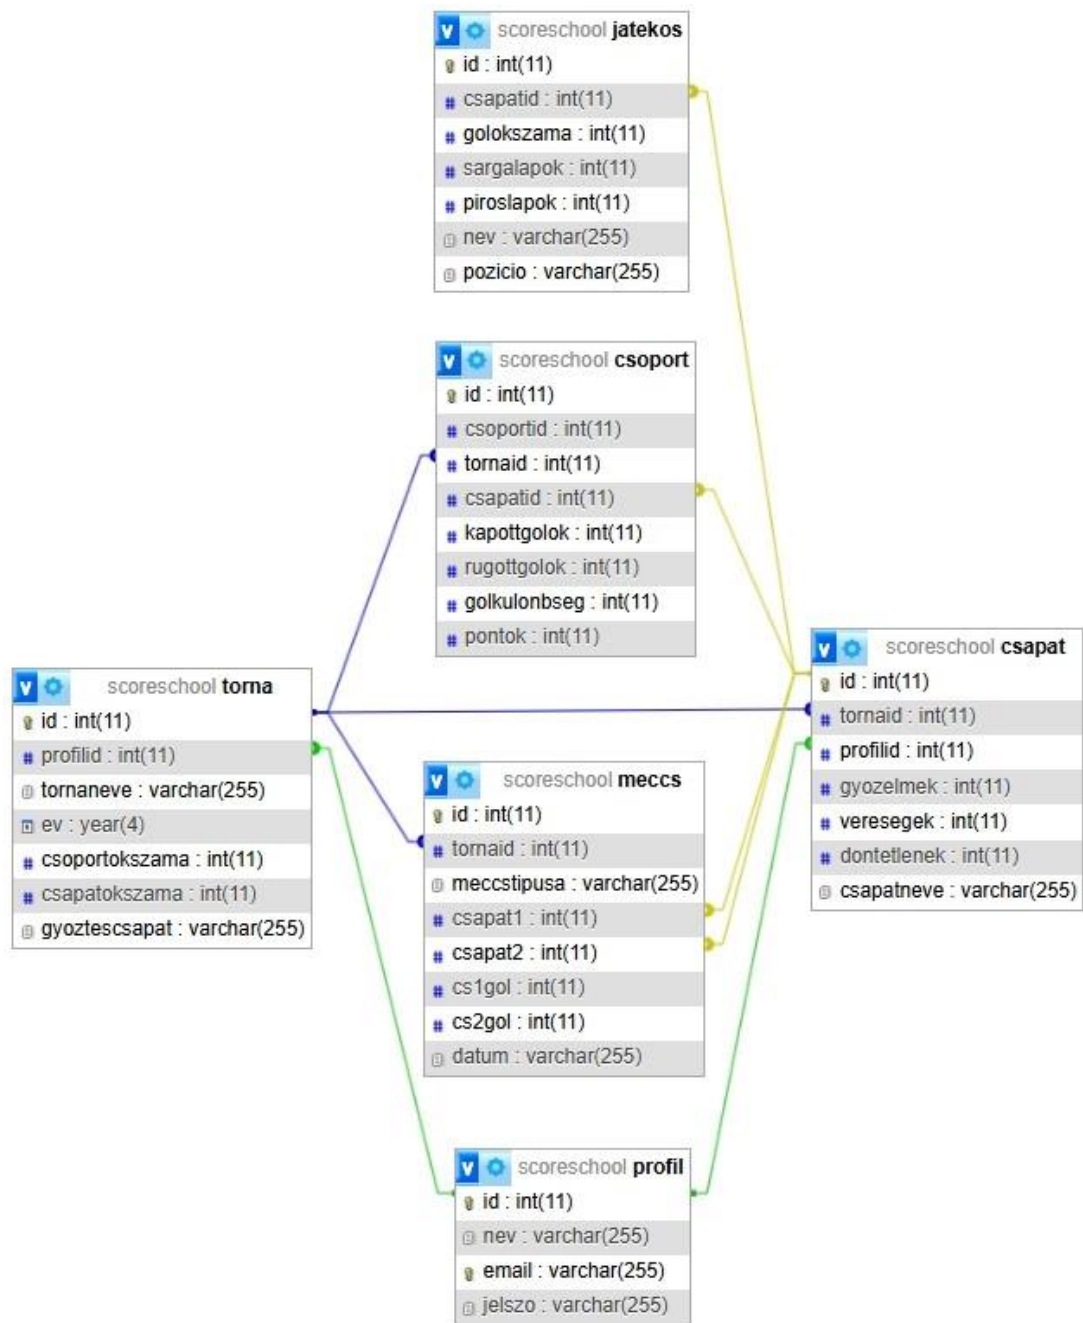 scoreschool jatekos
id : int(11)
csapatid : int(11)
golokszama : int(11)
sargalapok : int(11)
piroslapok : int(11)
nev : varchar(255)
pozicio : varchar(255)
scoreschool csoport
id : int(11)
csoportid : int(11)
tornaid : int(11)
csapatid : int(11)
kapottgolok : int(11)
rugottgolok : int(11)
golkulonbseg : int(11)
pontok : int(11)
scoreschool torna
id : int(11)
profilid : int(11)
tornaneve : varchar(255)
ev : year(4)
csoportokszama : int(11)
csapatokszama : int(11)
gyoztescsapat : varchar(255)
scoreschool meccs
id : int(11)
tornaid : int(11)
meccstipusa : varchar(255)
csapat1 : int(11)
csapat2 : int(11)
cs1gol : int(11)
cs2gol : int(11)
datum : varchar(255)
scoreschool csapat
id : int(11)
tornaid : int(11)
profilid : int(11)
gyozelmek : int(11)
veresegek : int(11)
dontetlenek : int(11)
csapatneve : varchar(255)
scoreschool profil
id : int(11)
nev : varchar(255)
email : varchar(255)
jelszo : varchar(255)